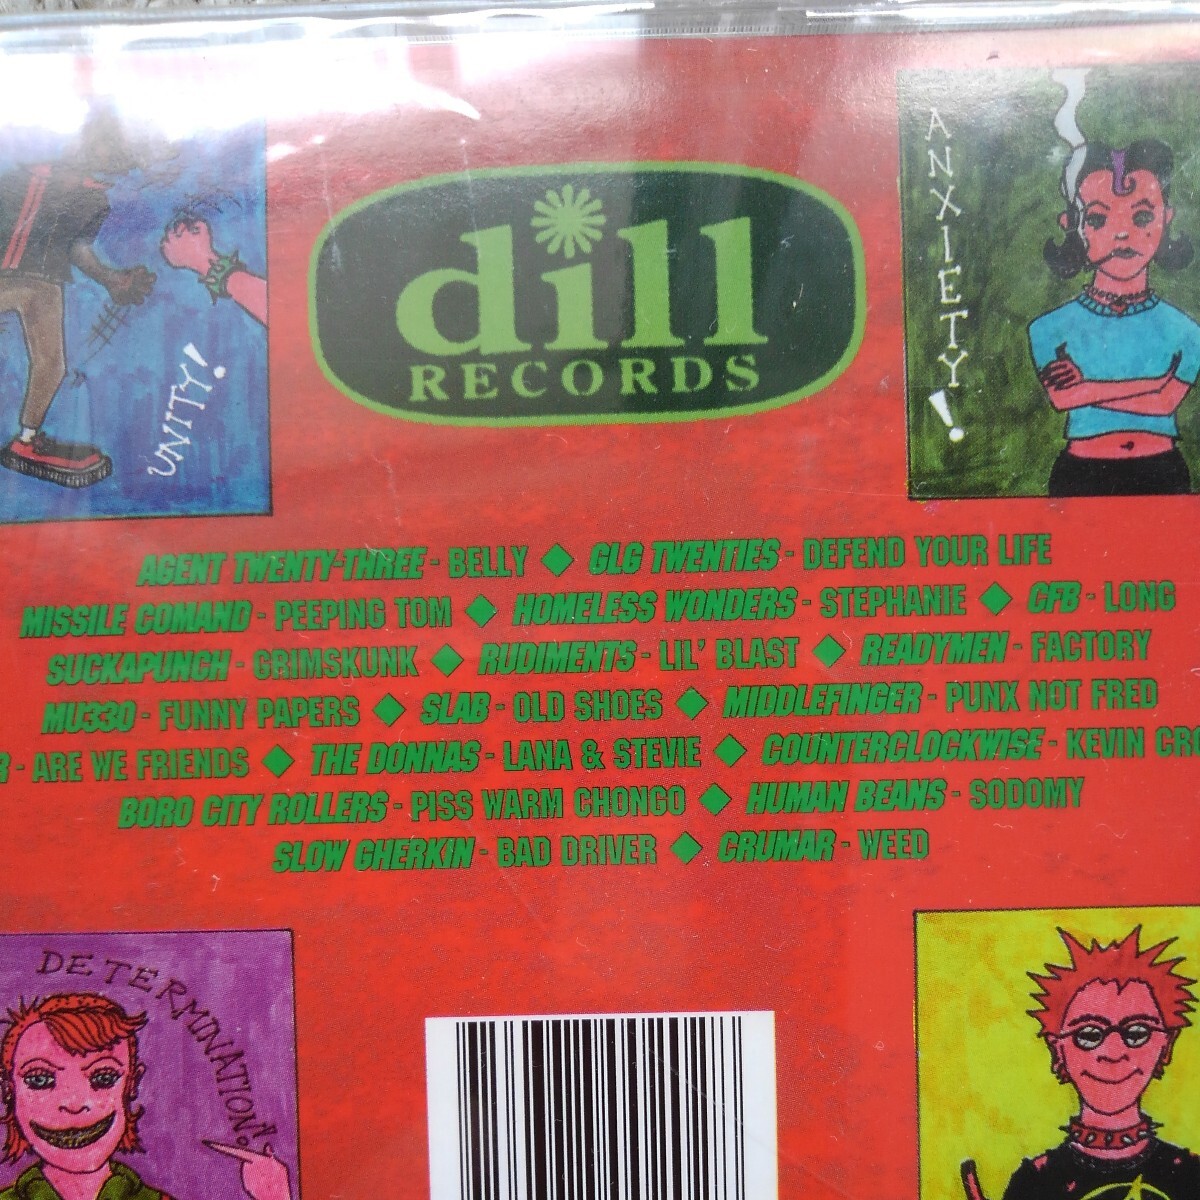 dill
RECORDS
UNITY!
ANXIETY!
AGENT TWENTY-THREE - BELLY ◆ GLG TWENTIES - DEFEND YOUR LIFE
MISSILE COMAND - PEEPING TOM ◆ HOMELESS WONDERS - STEPHANIE ◆ GFB - LONG
SUCKAPUNCH - GRIMSKUNK ◆ RUDIMENTS - LIL' BLAST ◆ READYMEN - FACTORY
MU330 - FUNNY PAPERS ◆ SLAB - OLD SHOES ◆ MIDDLEFINGER - PUNX NOT FRED
R - ARE WE FRIENDS ◆ THE DONNAS - LANA & STEVIE ◆ COUNTERCLOCKWISE - KEVIN CRO
BORO CITY ROLLERS - PISS WARM CHONGO ◆ HUMAN BEANS - SODOMY
SLOW GHERKIN - BAD DRIVER ◆ CRUMAR - WEED
DETERMINATION!